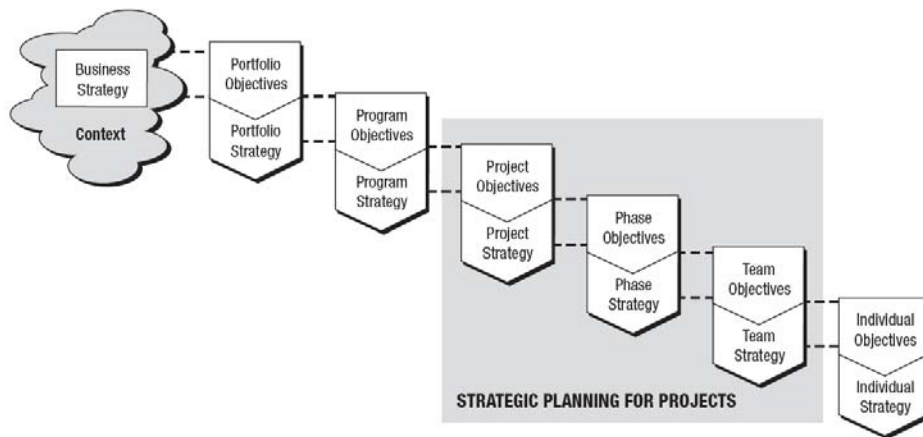 Business
Strategy
Context
Portfolio
Objectives
Portfolio
Strategy
Program
Objectives
Program
Strategy
Project
Objectives
Project
Strategy
Phase
Objectives
Phase
Strategy
Team
Objectives
Team
Strategy
Individual
Objectives
Individual
Strategy
STRATEGIC PLANNING FOR PROJECTS